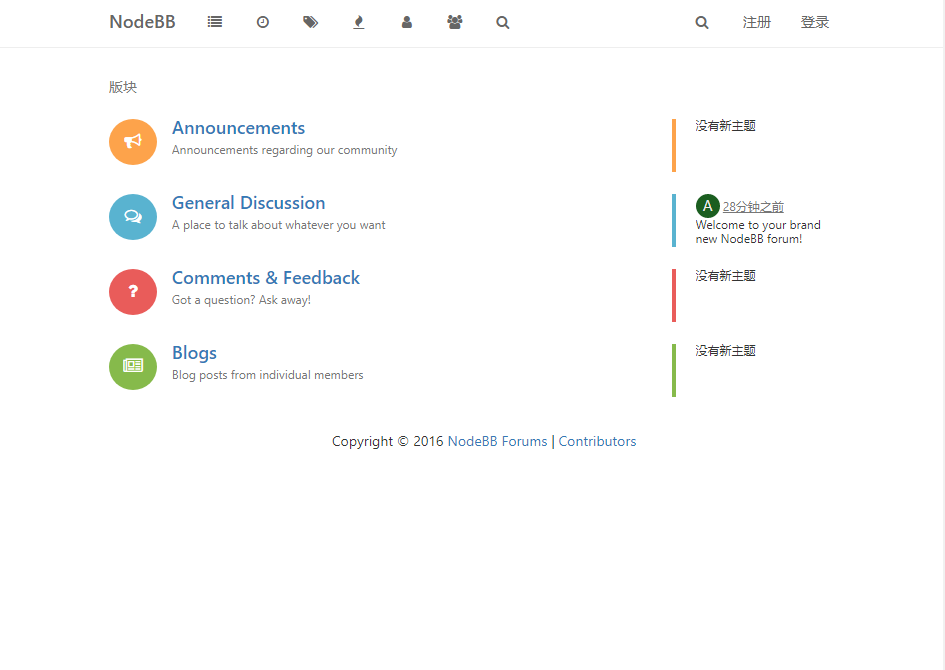 NodeBB 注册 登录
版块
Announcements
Announcements regarding our community
没有新主题
General Discussion
A place to talk about whatever you want
A 28分钟之前
Welcome to your brand
new NodeBB forum!
Comments & Feedback
Got a question? Ask away!
没有新主题
Blogs
Blog posts from individual members
没有新主题
Copyright © 2016 NodeBB Forums | Contributors